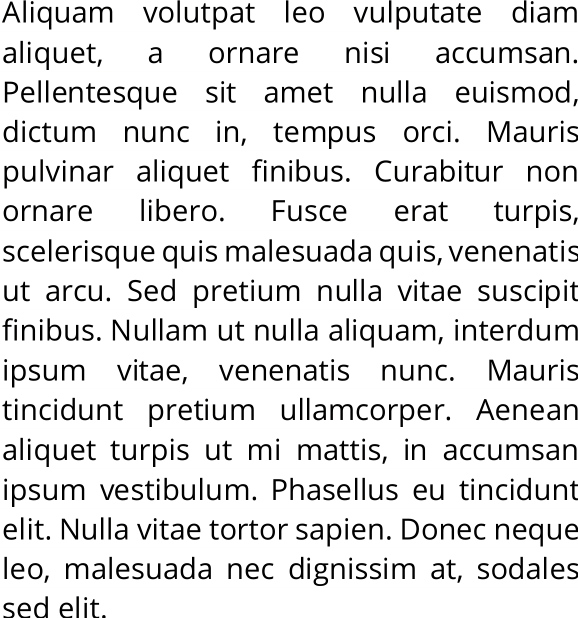 Aliquam volutpat leo vulputate diam
aliquet, a ornare nisi accumsan.
Pellentesque sit amet nulla euismod,
dictum nunc in, tempus orci. Mauris
pulvinar aliquet finibus. Curabitur non
ornare libero. Fusce erat turpis,
scelerisque quis malesuada quis, venenatis
ut arcu. Sed pretium nulla vitae suscipit
finibus. Nullam ut nulla aliquam, interdum
ipsum vitae, venenatis nunc. Mauris
tincidunt pretium ullamcorper. Aenean
aliquet turpis ut mi mattis, in accumsan
ipsum vestibulum. Phasellus eu tincidunt
elit. Nulla vitae tortor sapien. Donec neque
leo, malesuada nec dignissim at, sodales
sed elit.